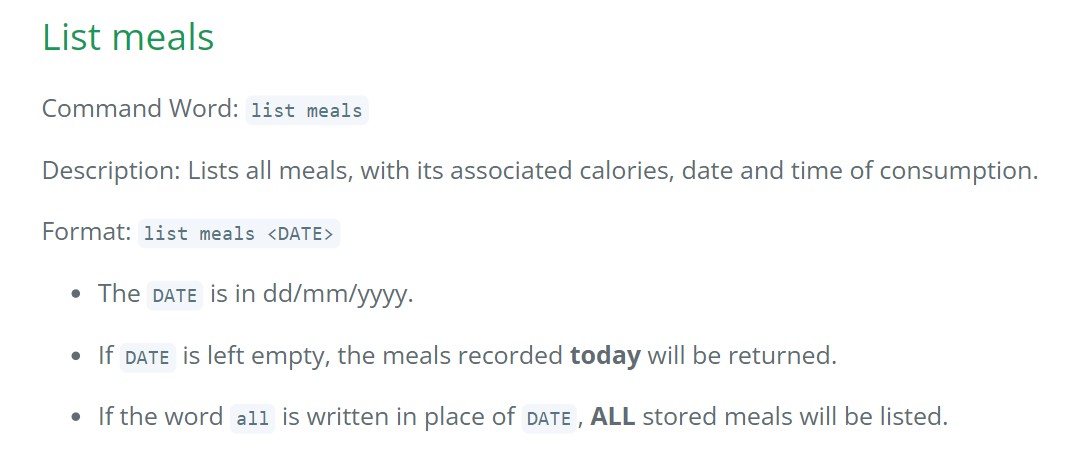 List meals
Command Word: list meals
Description: Lists all meals, with its associated calories, date and time of consumption.
Format: list meals <DATE>
• The DATE is in dd/mm/yyyy.
• If DATE is left empty, the meals recorded today will be returned.
• If the word all is written in place of DATE, ALL stored meals will be listed.